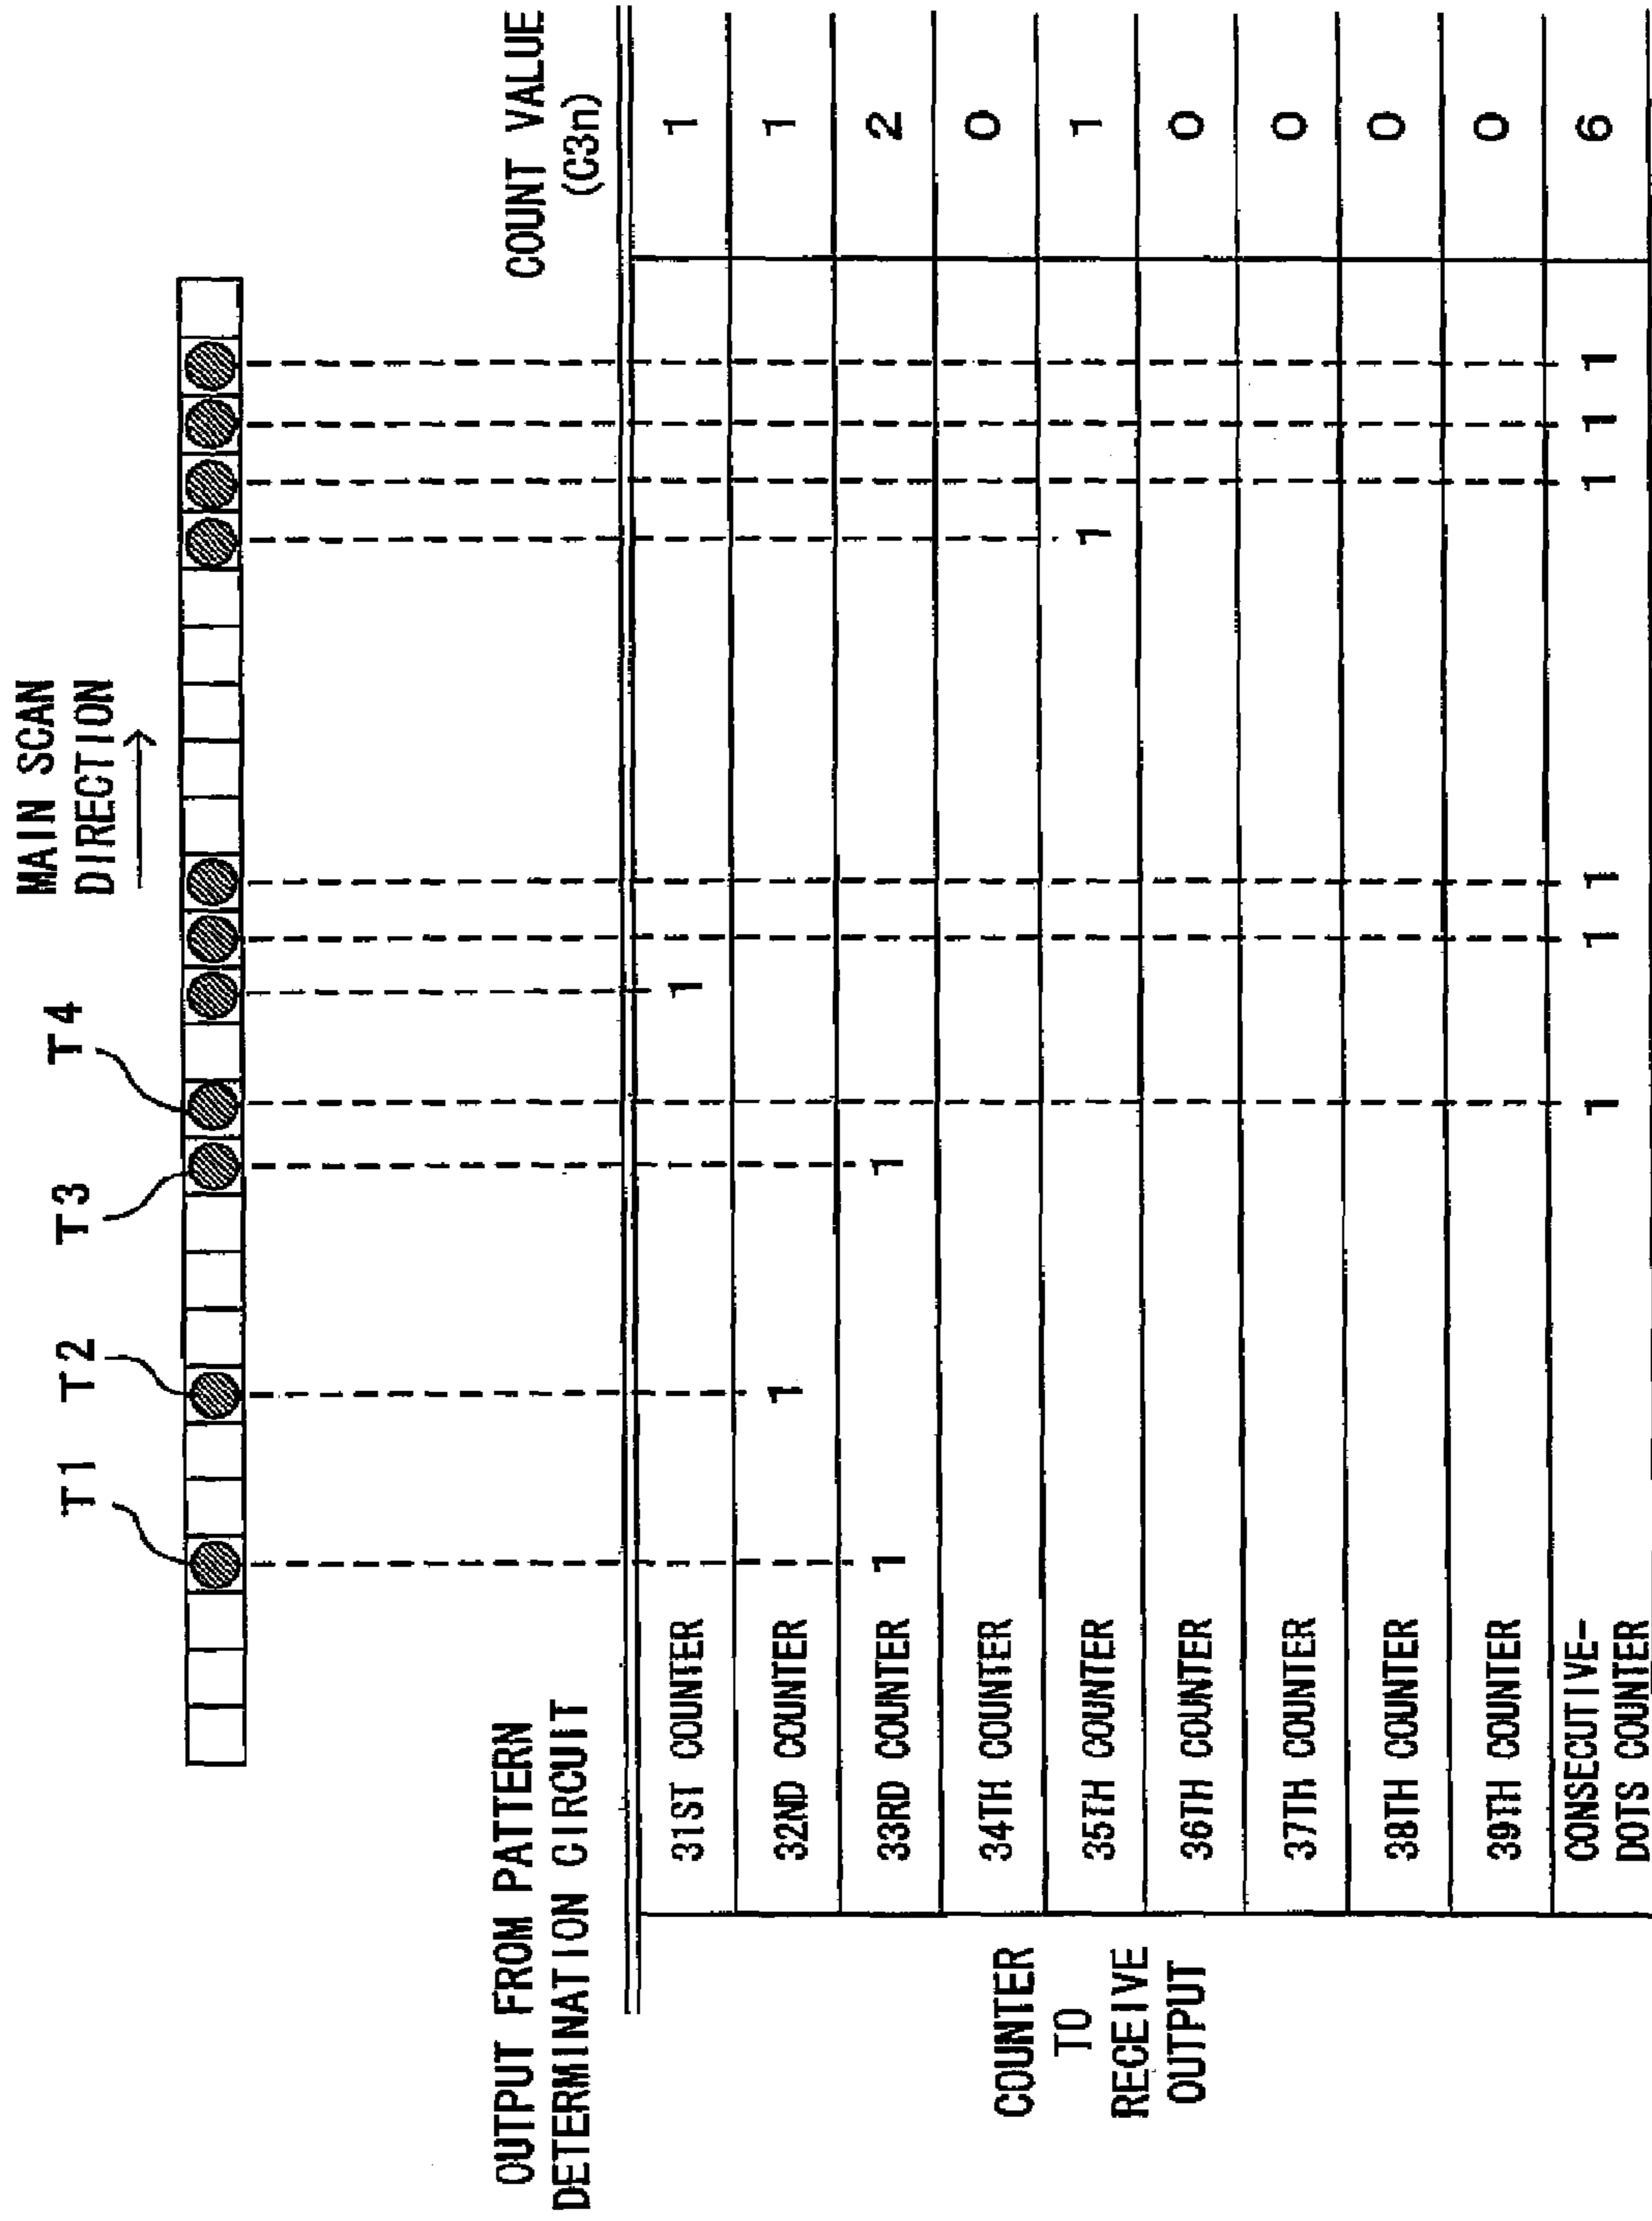 MAIN SCAN
DIRECTION
T1
T2
T3
T4
OUTPUT FROM PATTERN
DETERMINATION CIRCUIT
COUNT VALUE
(C3n)
COUNTER
TO
RECEIVE
OUTPUT
31ST COUNTER 1 1
32ND COUNTER 1 1
33RD COUNTER 1 1 2
34TH COUNTER 0
35TH COUNTER 1 1
36TH COUNTER 0
37TH COUNTER 0
38TH COUNTER 0
39TH COUNTER 0
CONSECUTIVE-
DOTS COUNTER 1 1 1 1 1 1 6